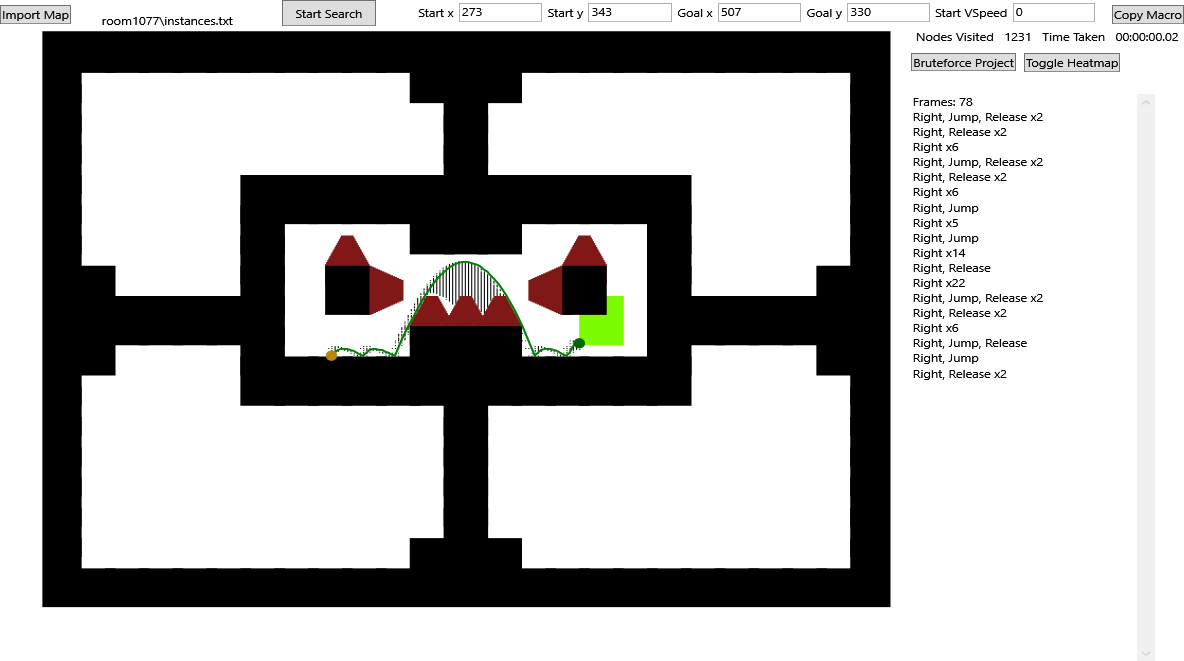 Import Map
room1077\instances.txt
Start Search
Start x 273 Start y 343 Goal x 507 Goal y 330 Start VSpeed 0
Copy Macro
Nodes Visited 1231 Time Taken 00:00:00.02
Bruteforce Project Toggle Heatmap
Frames: 78
Right, Jump, Release x2
Right, Release x2
Right x6
Right, Jump, Release x2
Right, Release x2
Right x6
Right, Jump
Right x5
Right, Jump
Right x14
Right, Release
Right x22
Right, Jump, Release x2
Right, Release x2
Right x6
Right, Jump, Release
Right, Jump
Right, Release x2